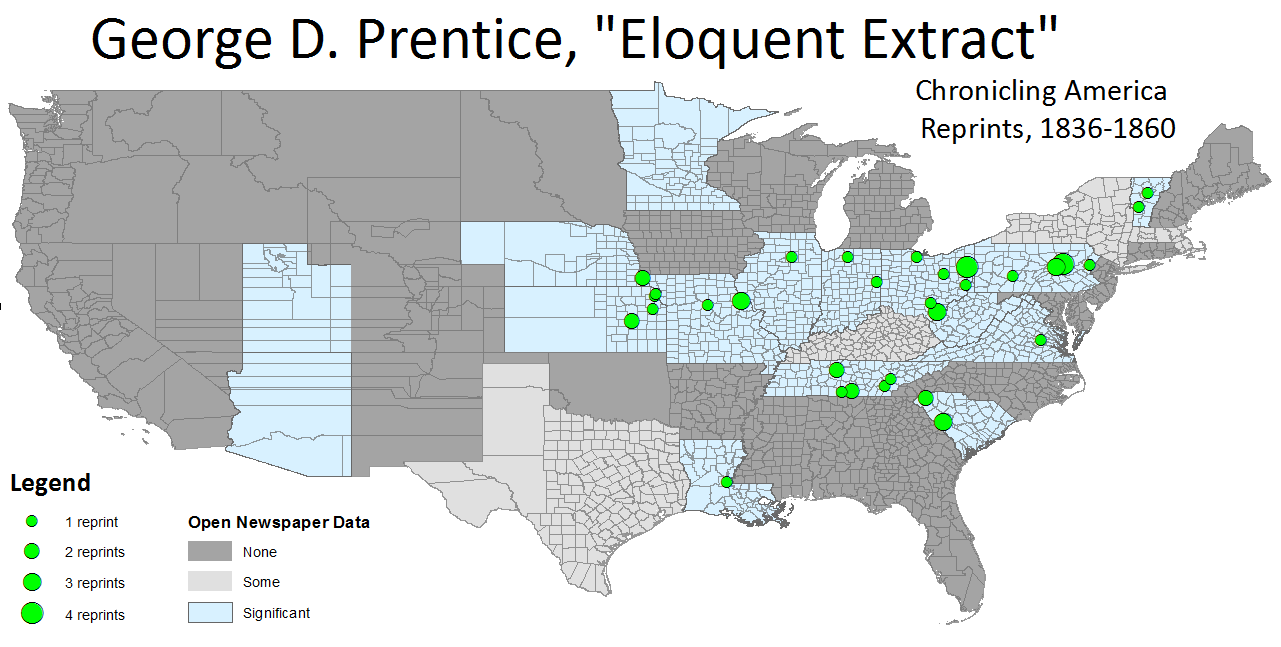 George D. Prentice, "Eloquent Extract"
Chronicling America
Reprints, 1836-1860
Legend
1 reprint
2 reprints
3 reprints
4 reprints
Open Newspaper Data
None
Some
Significant